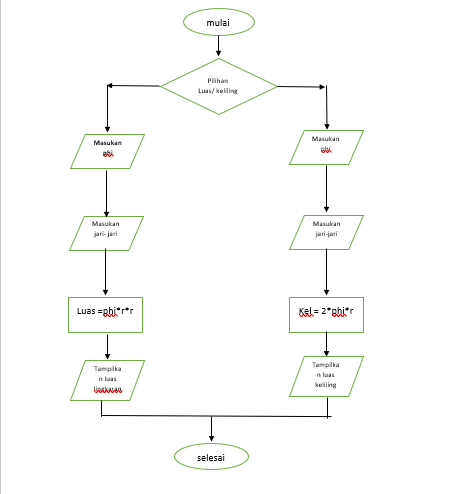 mulai
Pilihan
Luas/ keliling
Masukan
phi
Masukan
phi
Masukan
jari- jari
Masukan
jari-jari
Luas =phi*r*r
Kel = 2*phi*r
Tampilka
n luas
lingkaran
Tampilka
n luas
keliling
selesai